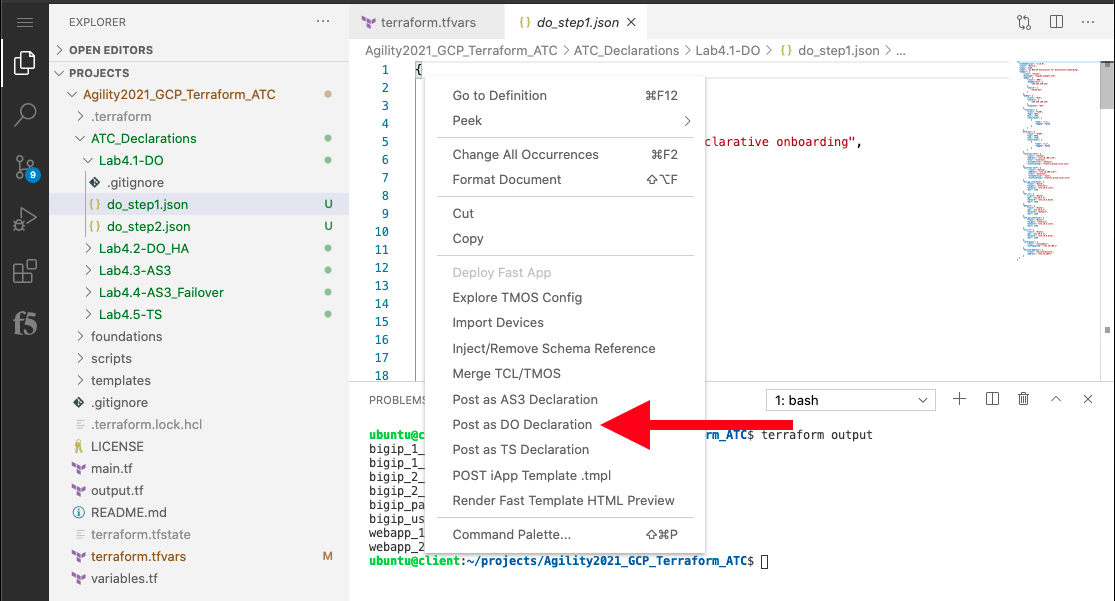 EXPLORER
OPEN EDITORS
PROJECTS
Agility2021_GCP_Terraform_ATC
.terraform
ATC_Declarations
Lab4.1-DO
.gitignore
do_step1.json U
do_step2.json U
Lab4.2-DO_HA
Lab4.3-AS3
Lab4.4-AS3_Failover
Lab4.5-TS
foundations
scripts
templates
.gitignore
.terraform.lock.hcl
LICENSE
main.tf
output.tf
README.md
terraform.tfstate
terraform.tfvars M
variables.tf
9
f5
terraform.tfvars
{} do_step1.json
Agility2021_GCP_Terraform_ATC > ATC_Declarations > Lab4.1-DO > {} do_step1.json > ...
1 {
2
3
4
5 clarative onboarding",
6
7
8
9
10
11
12
13
14
15
16
17
18
Go to Definition ⌘F12
Peek
Change All Occurrences ⌘F2
Format Document ⇧⌥F
Cut
Copy
Deploy Fast App
Explore TMOS Config
Import Devices
Inject/Remove Schema Reference
Merge TCL/TMOS
Post as AS3 Declaration
Post as DO Declaration
Post as TS Declaration
POST iApp Template .tmpl
Render Fast Template HTML Preview
Command Palette... ⇧⌘P
PROBLEMS
1: bash
ubuntu@c rm_ATC$ terraform output
bigip_1_
bigip_1_
bigip_2_
bigip_2_
bigip_pa
bigip_us
webapp_1
webapp_2
ubuntu@client:~/projects/Agility2021_GCP_Terraform_ATC$